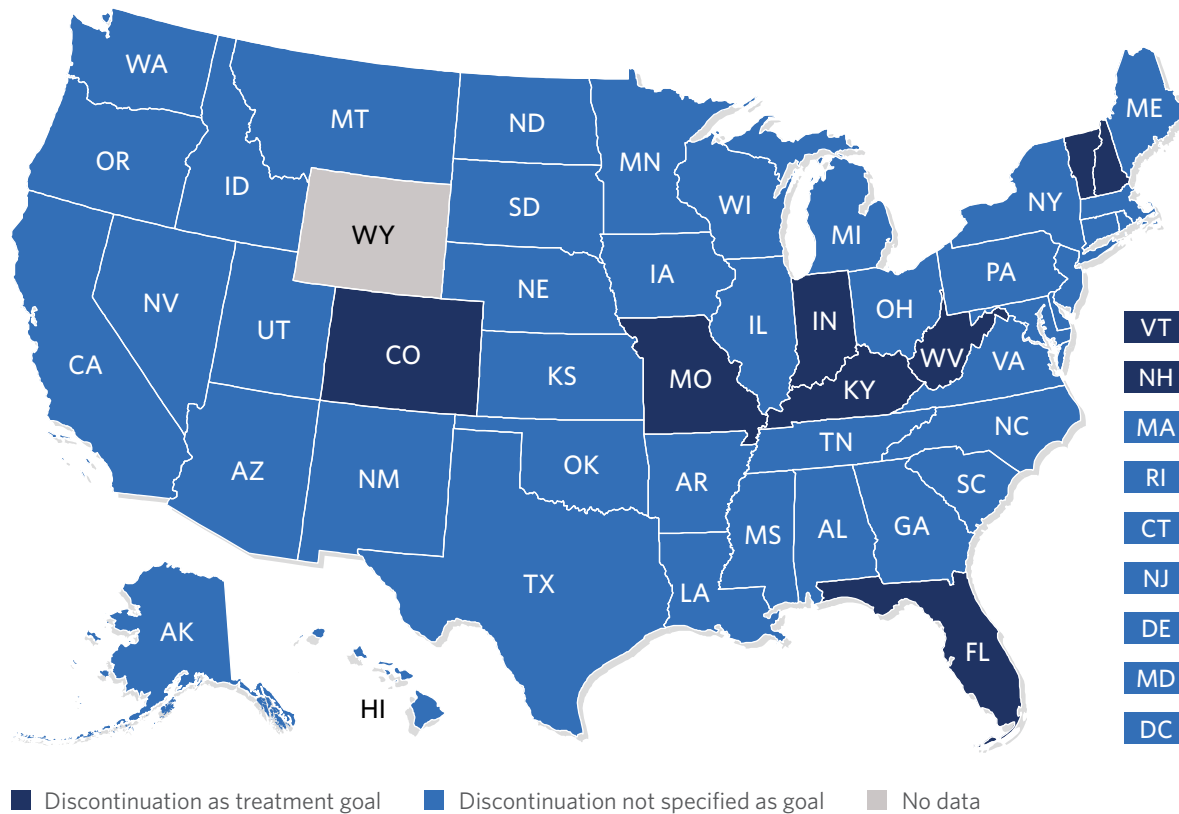 WA
MT
ND
MN
ME
OR
ID
SD
WI
NY
MI
WY
IA
PA
NE
NV
OH
IL
IN
UT
CO
VT
WV
VA
CA
KS
MO
KY
NH
MA
NC
TN
OK
AZ
NM
AR
RI
SC
MS
AL
GA
CT
TX
NJ
LA
DE
AK
FL
MD
HI
DC
Discontinuation as treatment goal
Discontinuation not specified as goal
No data